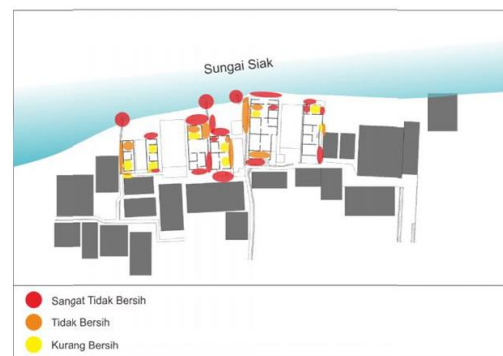 Sungai Siak
Sangat Tidak Bersih
Tidak Bersih
Kurang Bersih